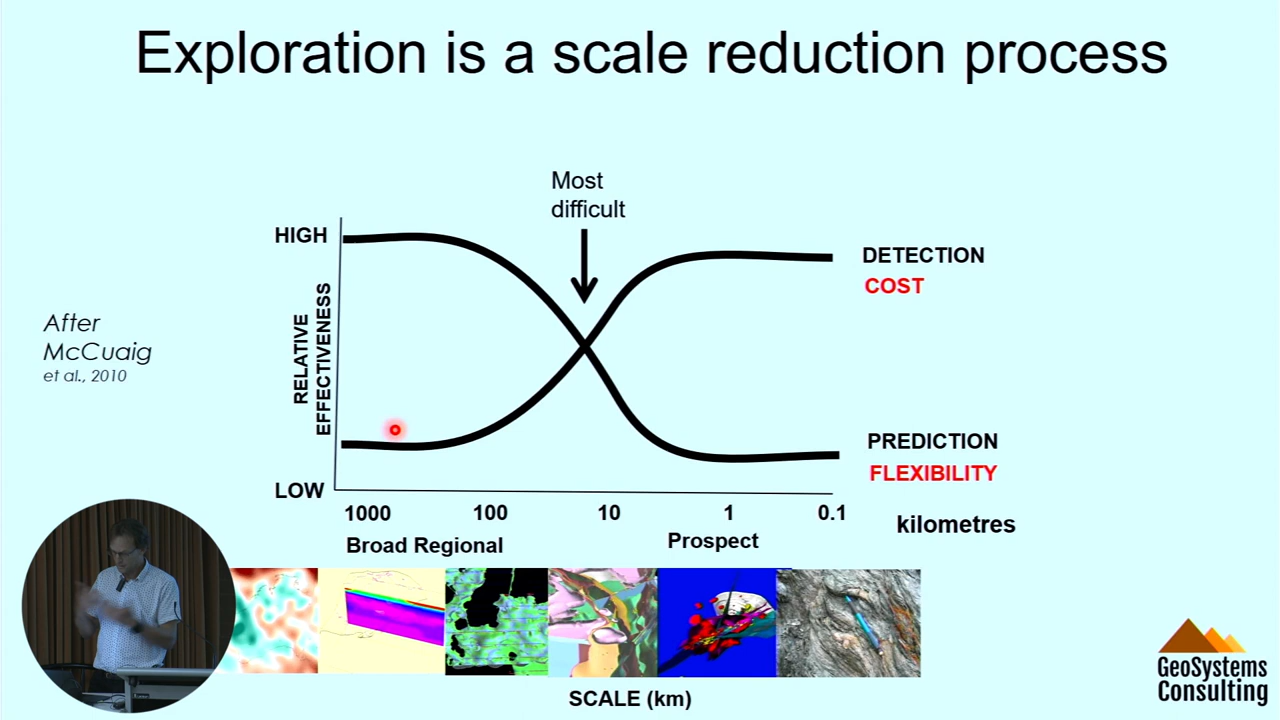 Exploration is a scale reduction process
Most
difficult
HIGH
DETECTION
COST
After
McCuaig
et al., 2010
RELATIVE
EFFECTIVENESS
PREDICTION
FLEXIBILITY
LOW
1000 100 10 1 0.1
kilometres
Broad Regional Prospect
SCALE (km)
GeoSystems
Consulting